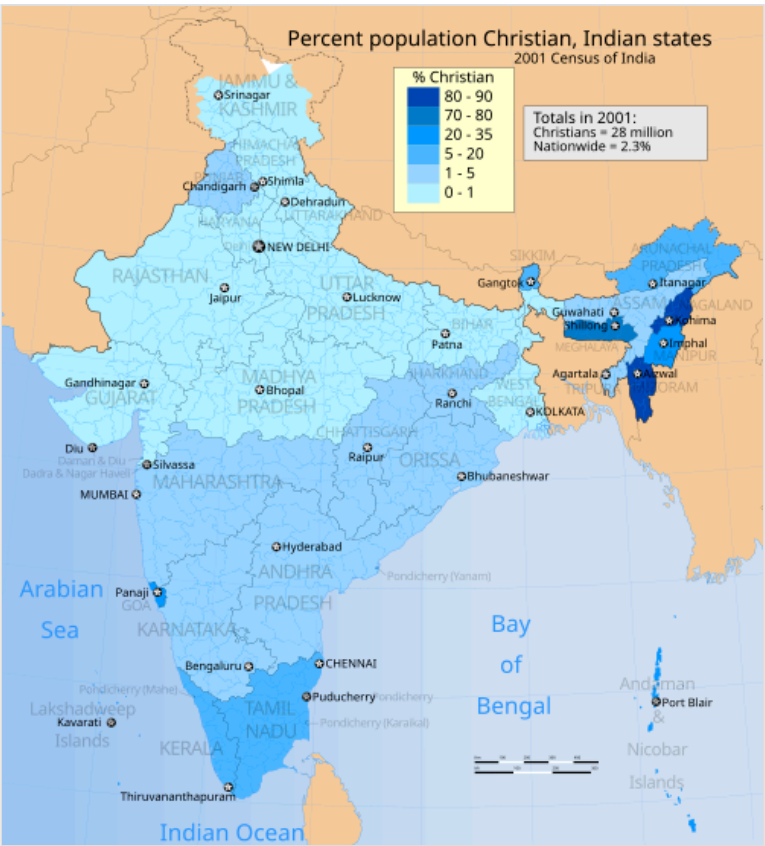 Percent population Christian, Indian states
2001 Census of India
% Christian
80 - 90
70 - 80
20 - 35
5 - 20
1 - 5
0 - 1
Totals in 2001:
Christians = 28 million
Nationwide = 2.3%
JAMMU &
Srinagar
KASHMIR
HIMACHAL
PRADESH
PUNJAB
Shimla
Chandigarh
Dehradun
UTTARAKHAND
HARYANA
Delhi
NEW DELHI
RAJASTHAN
Jaipur
UTTAR
PRADESH
Lucknow
SIKKIM
Gangtok
ARUNACHAL
PRADESH
Itanagar
ASSAM
NAGALAND
Guwahati
Kohima
Shillong
MEGHALAYA
Imphal
MANIPUR
BIHAR
Patna
Agartala
Aizwal
TRIPURA
MIZORAM
Gandhinagar
GUJARAT
MADHYA
PRADESH
Bhopal
JHARKHAND
Ranchi
WEST
BENGAL
KOLKATA
Diu
Daman & Diu
Dadra & Nagar Haveli
Silvassa
CHHATTISGARH
Raipur
ORISSA
Bhubaneshwar
MUMBAI
MAHARASHTRA
Hyderabad
ANDHRA
PRADESH
Pondicherry (Yanam)
Arabian
Sea
Panaji
GOA
KARNATAKA
Bay
of
Bengal
Bengaluru
CHENNAI
Pondicherry (Mahe)
Puducherry
Pondicherry
Lakshadweep
Kavarati
Islands
TAMIL
NADU
Pondicherry (Karaikal)
KERALA
Andaman
Port Blair
&
Nicobar
Islands
Thiruvananthapuram
Indian Ocean